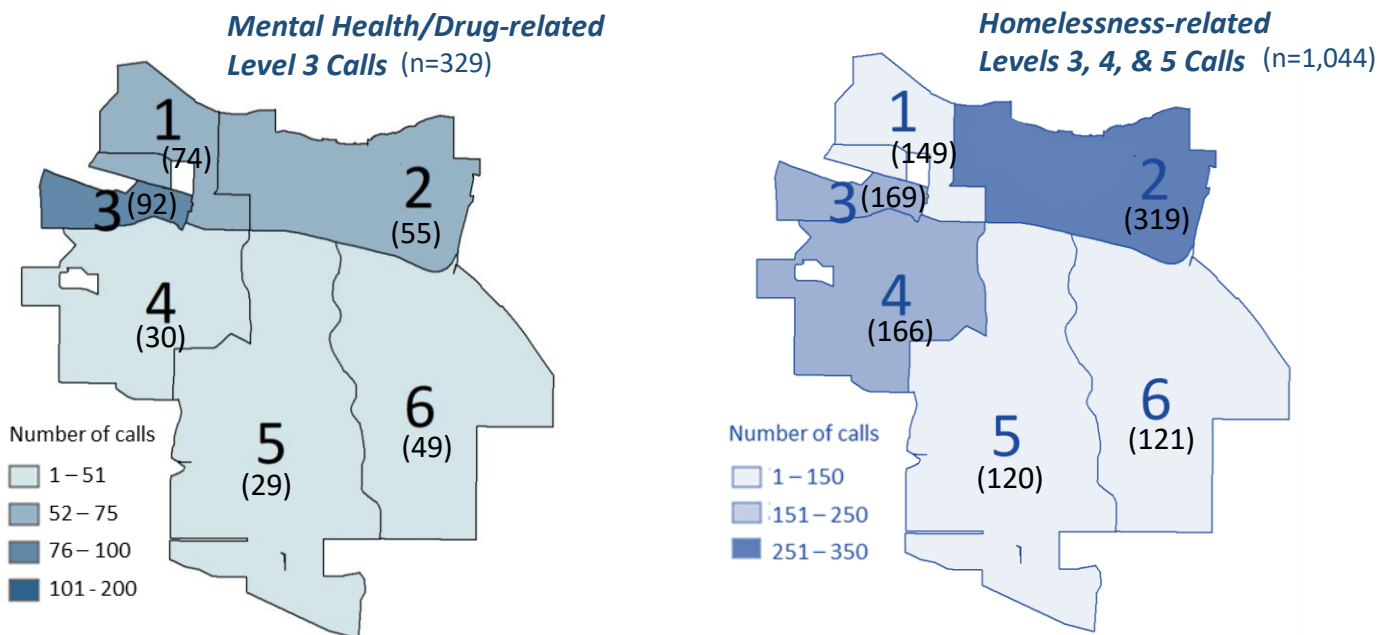 Mental Health/Drug-related
Level 3 Calls (n=329)
1
(74)
2
(55)
3 (92)
4
(30)
5
(29)
6
(49)
Number of calls
1 – 51
52 – 75
76 – 100
101 - 200
Homelessness-related
Levels 3, 4, & 5 Calls (n=1,044)
1
(149)
2
(319)
3 (169)
4
(166)
5
(120)
6
(121)
Number of calls
1 – 150
151 – 250
251 – 350